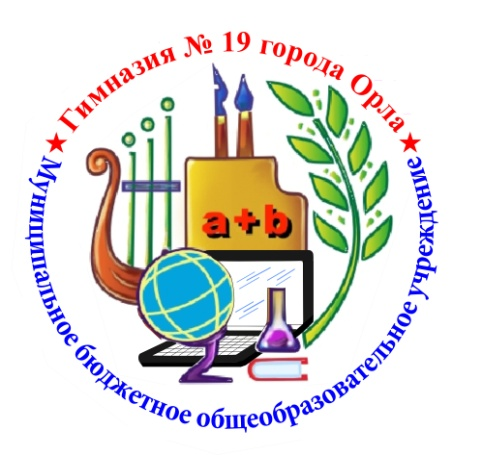 ★ Гимназия № 19 города Орла ★
Муниципальное бюджетное общеобразовательное учреждение
a+b